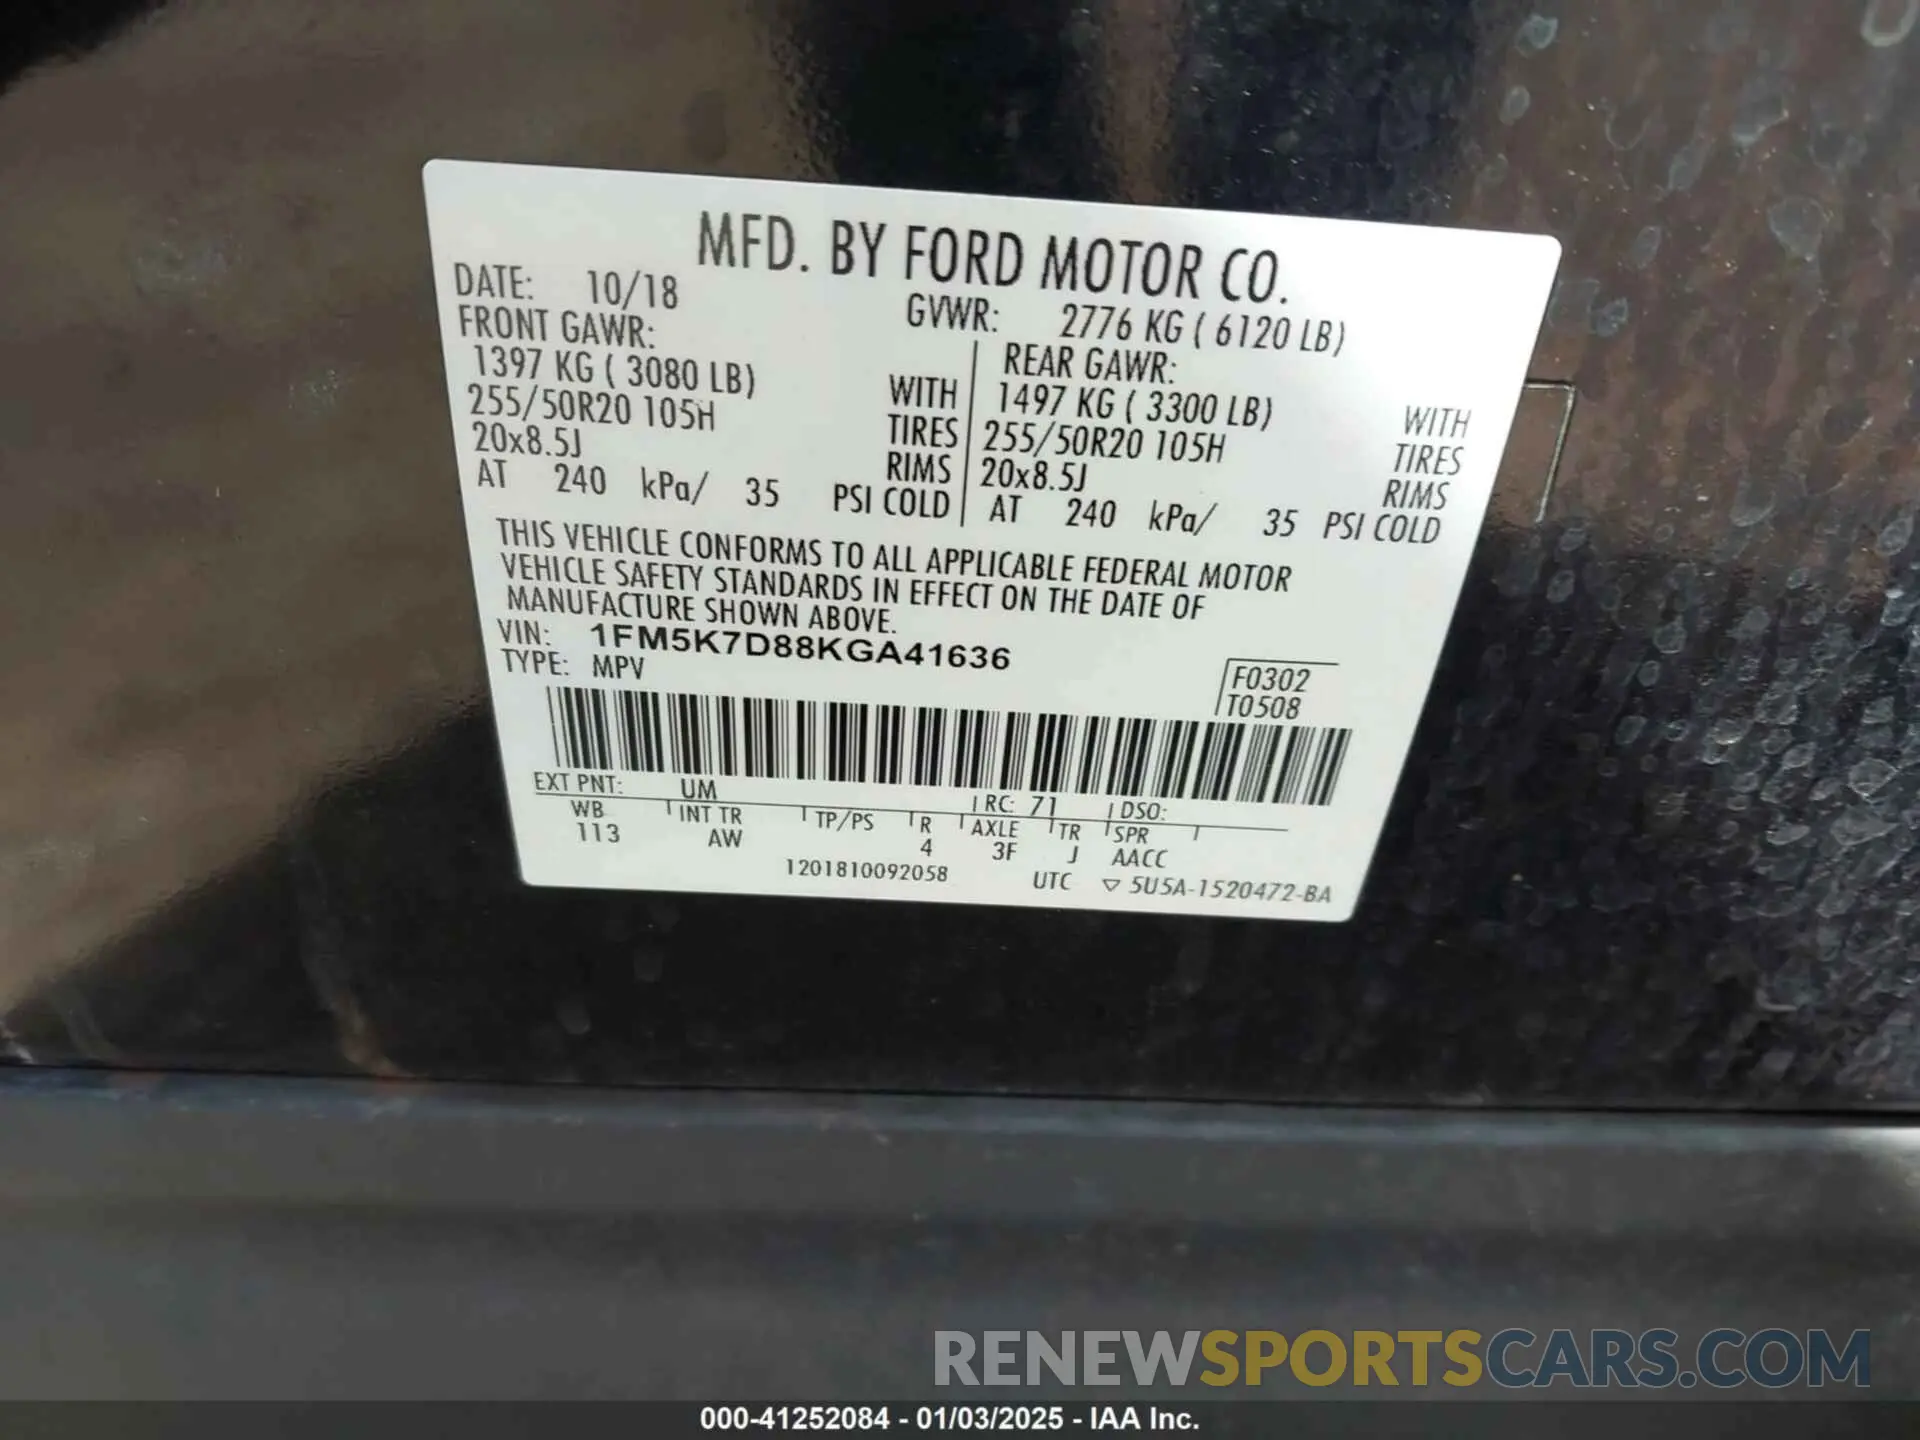 MFD. BY FORD MOTOR CO.
DATE: 10/18 GVWR: 2776 KG ( 6120 LB)
FRONT GAWR: REAR GAWR:
1397 KG ( 3080 LB) WITH 1497 KG ( 3300 LB) WITH
255/50R20 105H TIRES 255/50R20 105H TIRES
20x8.5J RIMS 20x8.5J RIMS
AT 240 kPa/ 35 PSI COLD AT 240 kPa/ 35 PSI COLD
THIS VEHICLE CONFORMS TO ALL APPLICABLE FEDERAL MOTOR
VEHICLE SAFETY STANDARDS IN EFFECT ON THE DATE OF
MANUFACTURE SHOWN ABOVE.
VIN: 1FM5K7D88KGA41636
TYPE: MPV
F0302
T0508
EXT PNT: UM RC: 71 DSO:
WB INT TR TP/PS R AXLE TR SPR
113 AW 4 3F J AACC
1201810092058 UTC ▽ 5U5A-1520472-BA
RENEWSPORTSCARS.COM
000-41252084 - 01/03/2025 - IAA Inc.